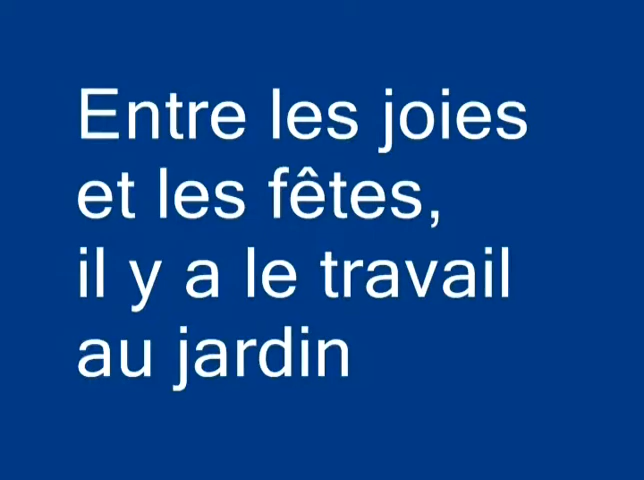 Entre les joies
et les fêtes,
il y a le travail
au jardin